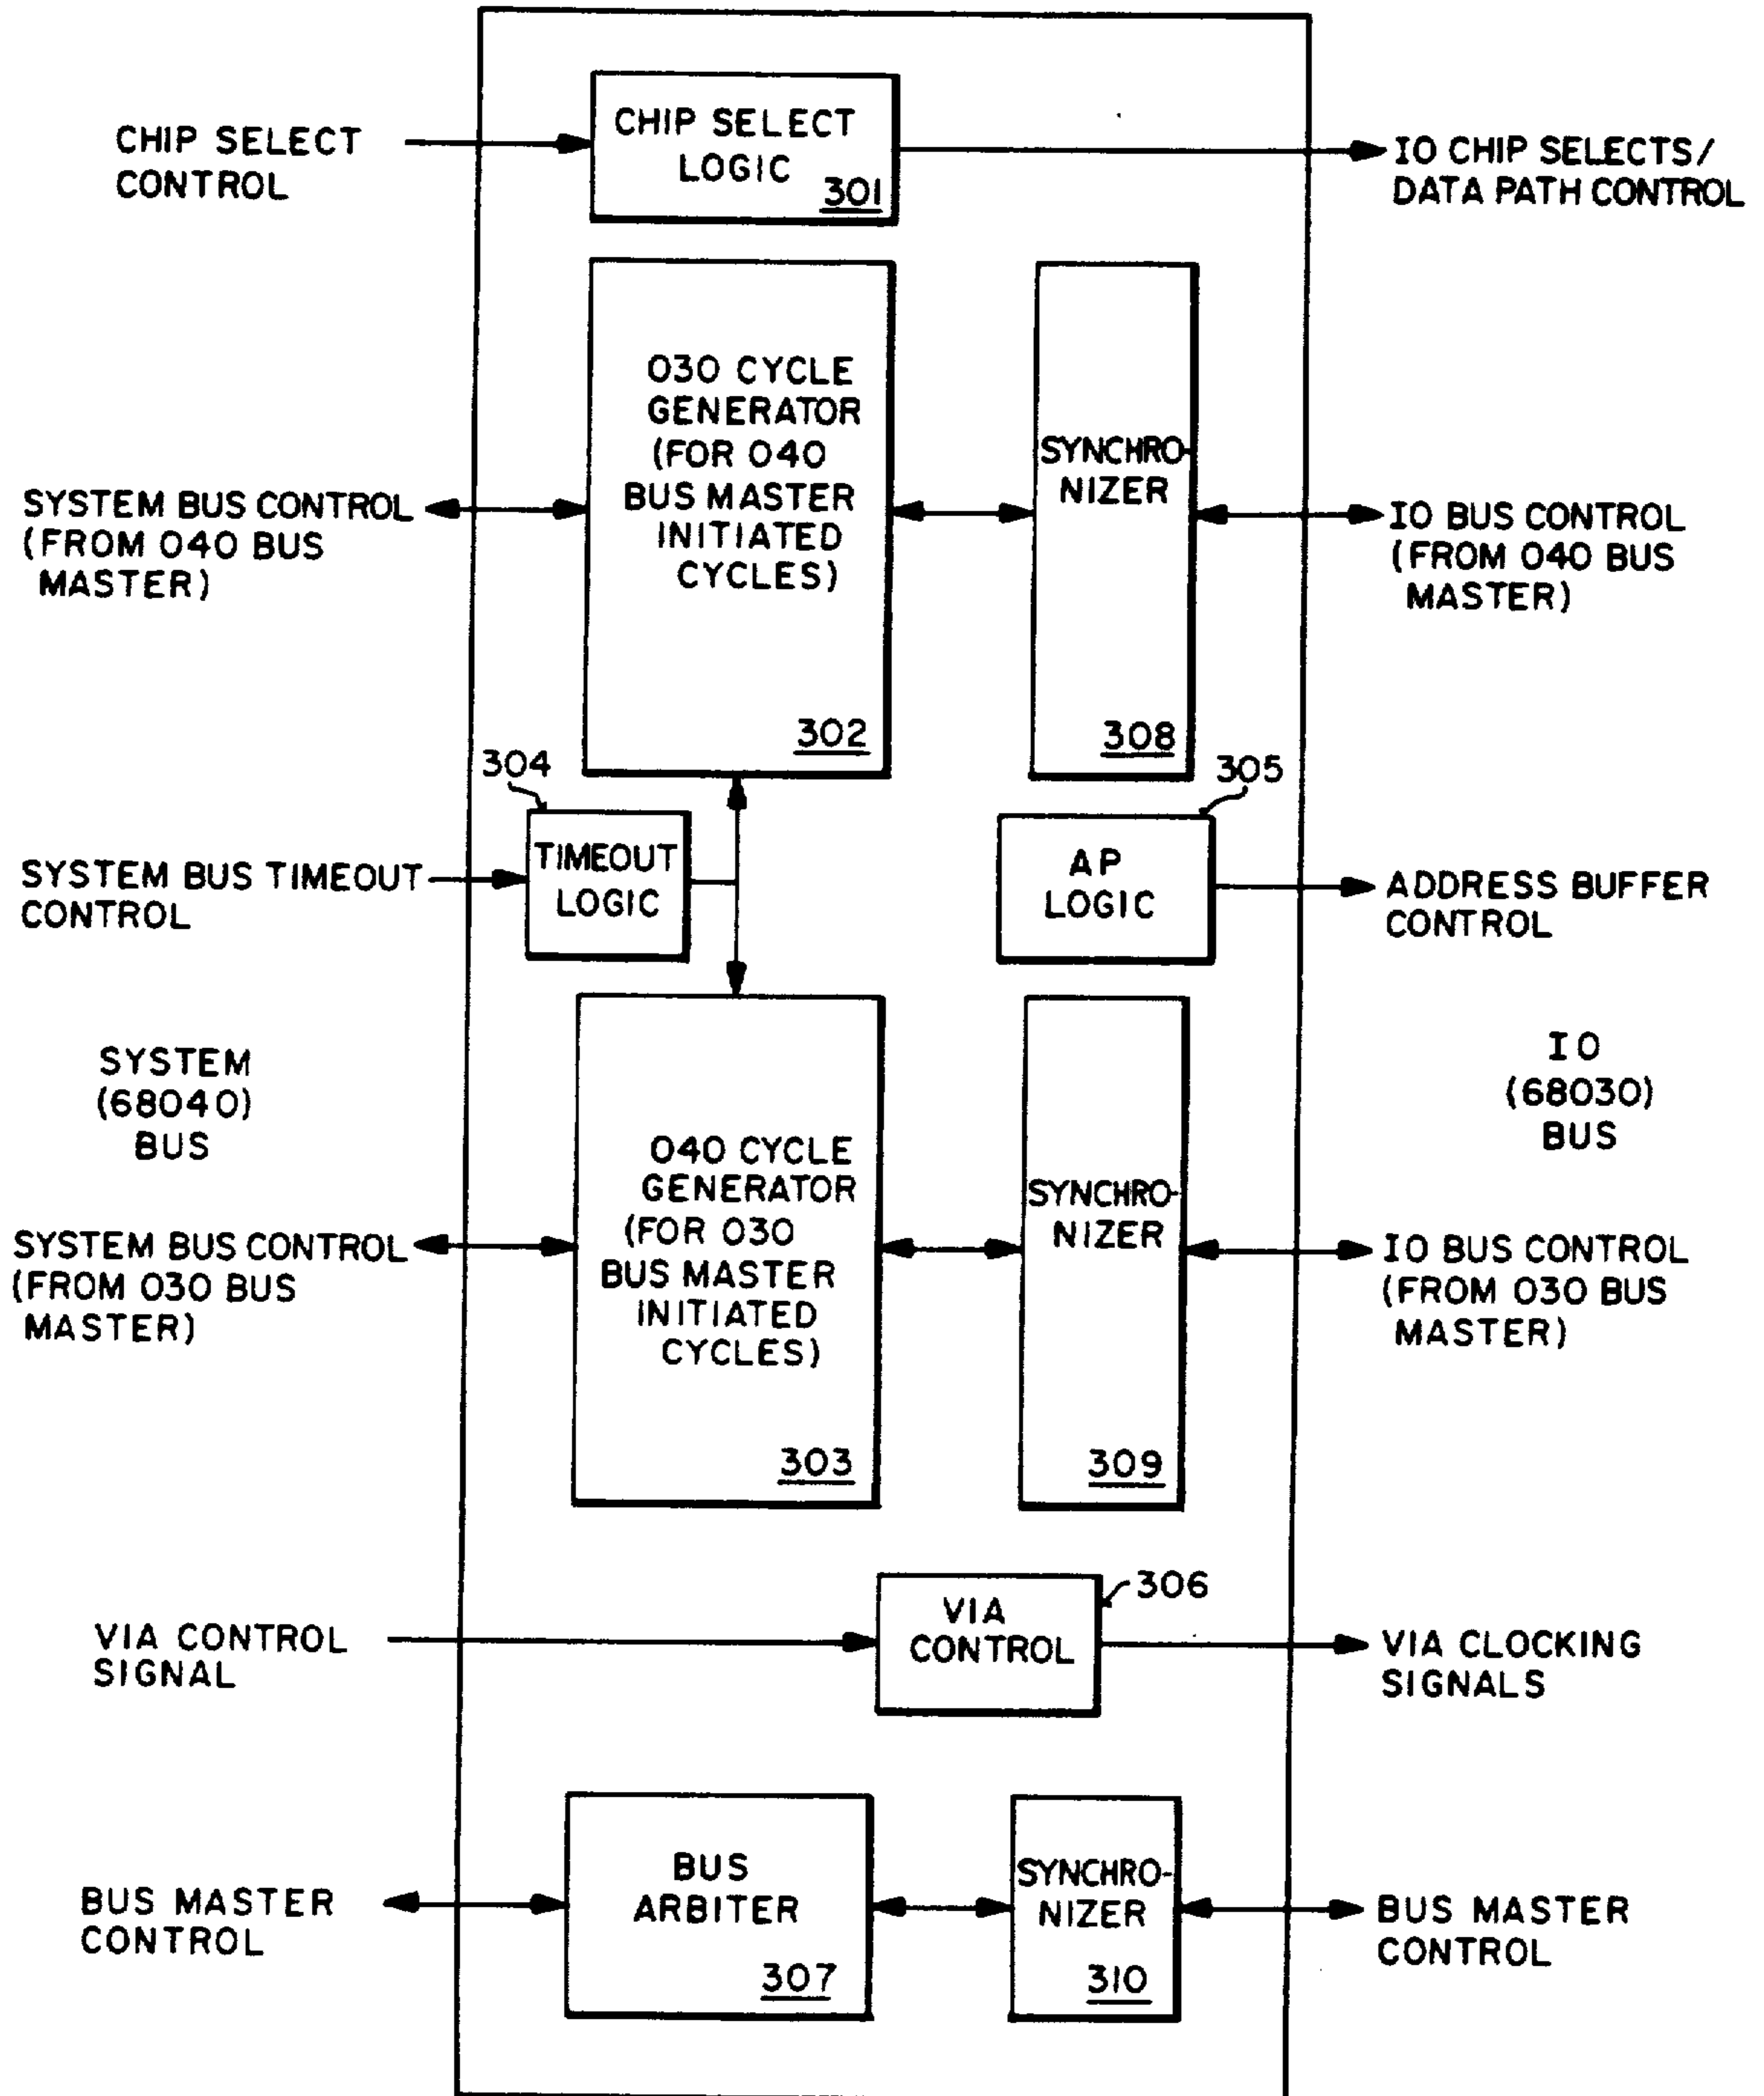 CHIP SELECT
CONTROL
CHIP SELECT
LOGIC
301
IO CHIP SELECTS/
DATA PATH CONTROL
030 CYCLE
GENERATOR
(FOR 040
BUS MASTER
INITIATED
CYCLES)
302
SYNCHRO-
NIZER
308
SYSTEM BUS CONTROL
(FROM 040 BUS
MASTER)
IO BUS CONTROL
(FROM 040 BUS
MASTER)
304
305
SYSTEM BUS TIMEOUT
CONTROL
TIMEOUT
LOGIC
AP
LOGIC
ADDRESS BUFFER
CONTROL
SYSTEM
(68040)
BUS
IO
(68030)
BUS
040 CYCLE
GENERATOR
(FOR 030
BUS MASTER
INITIATED
CYCLES)
303
SYNCHRO-
NIZER
309
SYSTEM BUS CONTROL
(FROM 030 BUS
MASTER)
IO BUS CONTROL
(FROM 030 BUS
MASTER)
306
VIA CONTROL
SIGNAL
VIA
CONTROL
VIA CLOCKING
SIGNALS
BUS MASTER
CONTROL
BUS
ARBITER
307
SYNCHRO-
NIZER
310
BUS MASTER
CONTROL